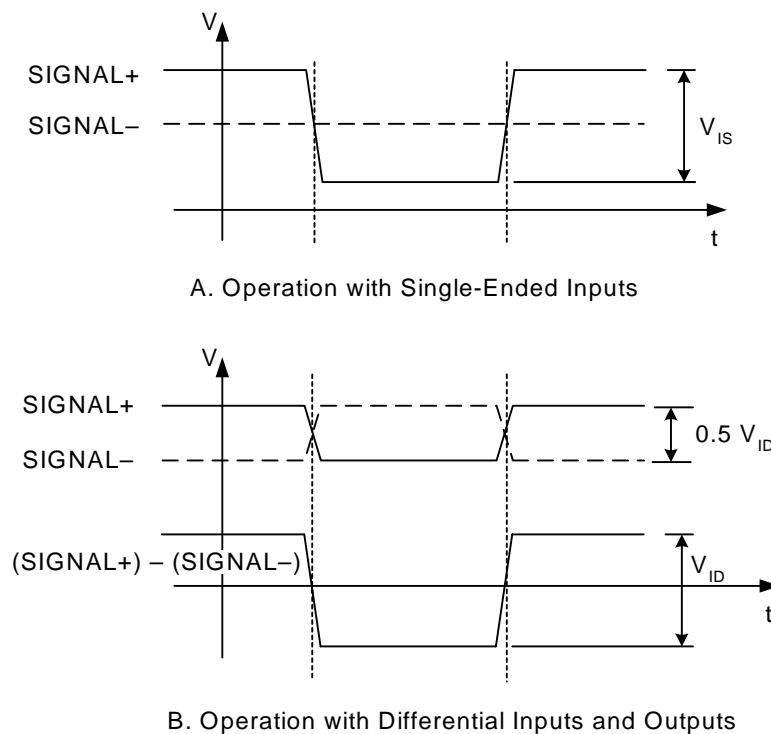 V
SIGNAL+
SIGNAL–
V_IS
t
A. Operation with Single-Ended Inputs
V
SIGNAL+
SIGNAL–
0.5 V_ID
(SIGNAL+) – (SIGNAL–)
V_ID
t
B. Operation with Differential Inputs and Outputs